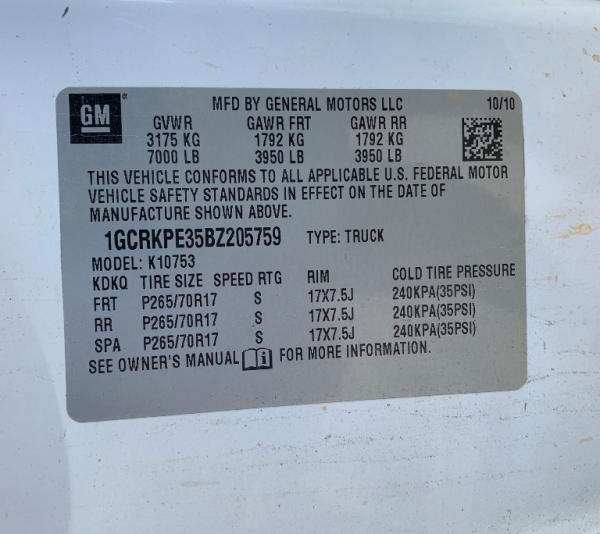 GM MFD BY GENERAL MOTORS LLC 10/10
GVWR GAWR FRT GAWR RR
3175 KG 1792 KG 1792 KG
7000 LB 3950 LB 3950 LB
THIS VEHICLE CONFORMS TO ALL APPLICABLE U.S. FEDERAL MOTOR
VEHICLE SAFETY STANDARDS IN EFFECT ON THE DATE OF
MANUFACTURE SHOWN ABOVE.
1GCRKPE35BZ205759 TYPE: TRUCK
MODEL: K10753
KDKQ TIRE SIZE SPEED RTG RIM COLD TIRE PRESSURE
FRT P265/70R17 S 17X7.5J 240KPA(35PSI)
RR P265/70R17 S 17X7.5J 240KPA(35PSI)
SPA P265/70R17 S 17X7.5J 240KPA(35PSI)
SEE OWNER'S MANUAL FOR MORE INFORMATION.